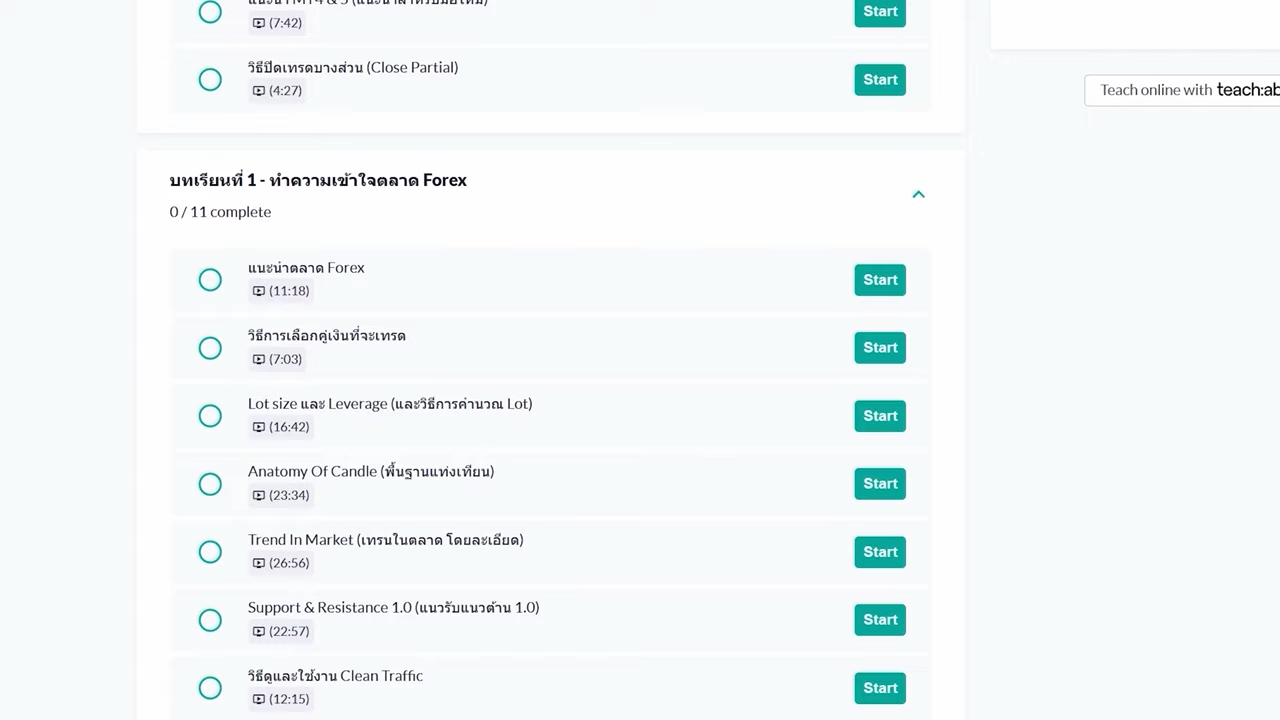 (7:42)
Start
วิธีปิดเทรดบางส่วน (Close Partial)
(4:27)
Start
Teach online with teach:ab
บทเรียนที่ 1 - ทำความเข้าใจตลาด Forex
0 / 11 complete
แนะนำตลาด Forex
(11:18)
Start
วิธีการเลือกคู่เงินที่จะเทรด
(7:03)
Start
Lot size และ Leverage (และวิธีการคำนวณ Lot)
(16:42)
Start
Anatomy Of Candle (พื้นฐานแท่งเทียน)
(23:34)
Start
Trend In Market (เทรนในตลาด โดยละเอียด)
(26:56)
Start
Support & Resistance 1.0 (แนวรับแนวต้าน 1.0)
(22:57)
Start
วิธีดูและใช้งาน Clean Traffic
(12:15)
Start